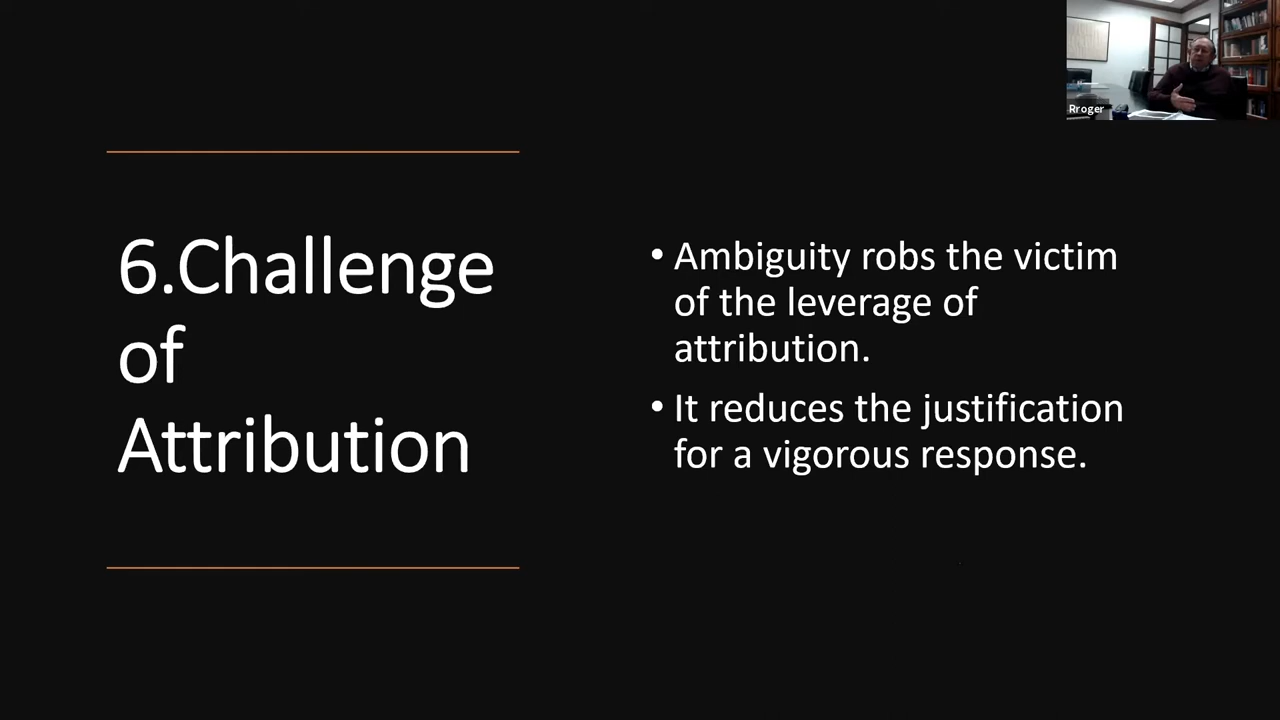 Rroger
6.Challenge
of
Attribution
• Ambiguity robs the victim
of the leverage of
attribution.
• It reduces the justification
for a vigorous response.